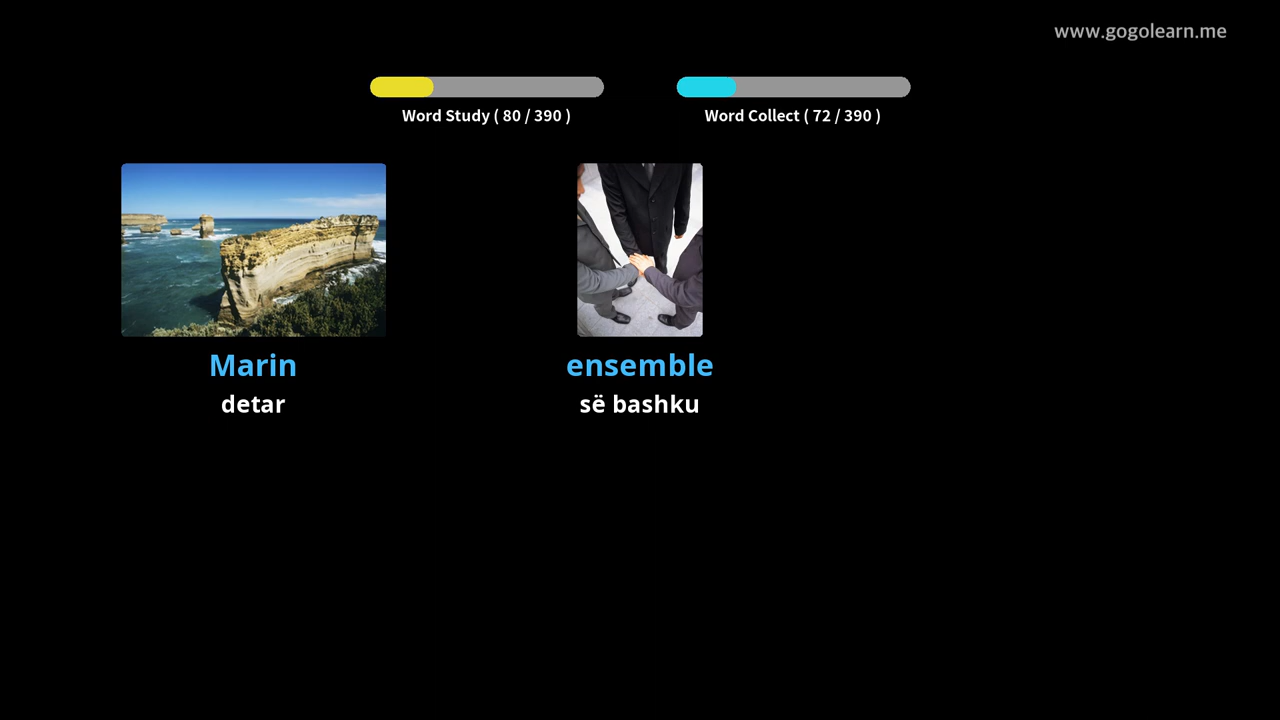 www.gogolearn.me
Word Study ( 80 / 390 )
Word Collect ( 72 / 390 )
Marin
detar
ensemble
së bashku